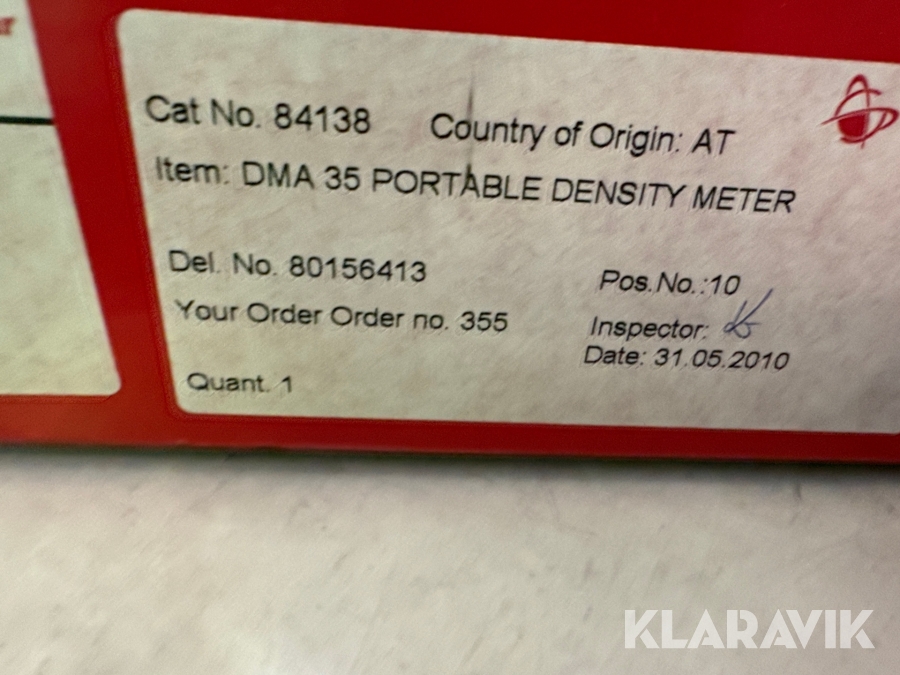 Cat No. 84138 Country of Origin: AT
Item: DMA 35 PORTABLE DENSITY METER
Del. No. 80156413 Pos.No.:10
Your Order Order no. 355 Inspector:
Date: 31.05.2010
Quant. 1
KLARAVIK